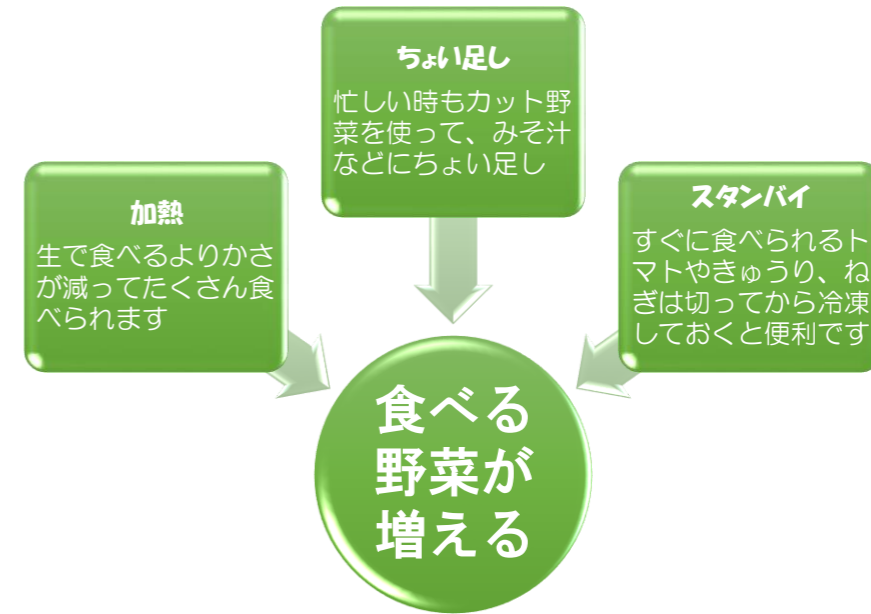 ちょい足し
忙しい時もカット野
菜を使って、みそ汁
などにちょい足し
加熱
生で食べるよりかさ
が減ってたくさん食
べられます
スタンバイ
すぐに食べられるト
マトやきゅうり、ね
ぎは切ってから冷凍
しておくと便利です
食べる
野菜が
増える